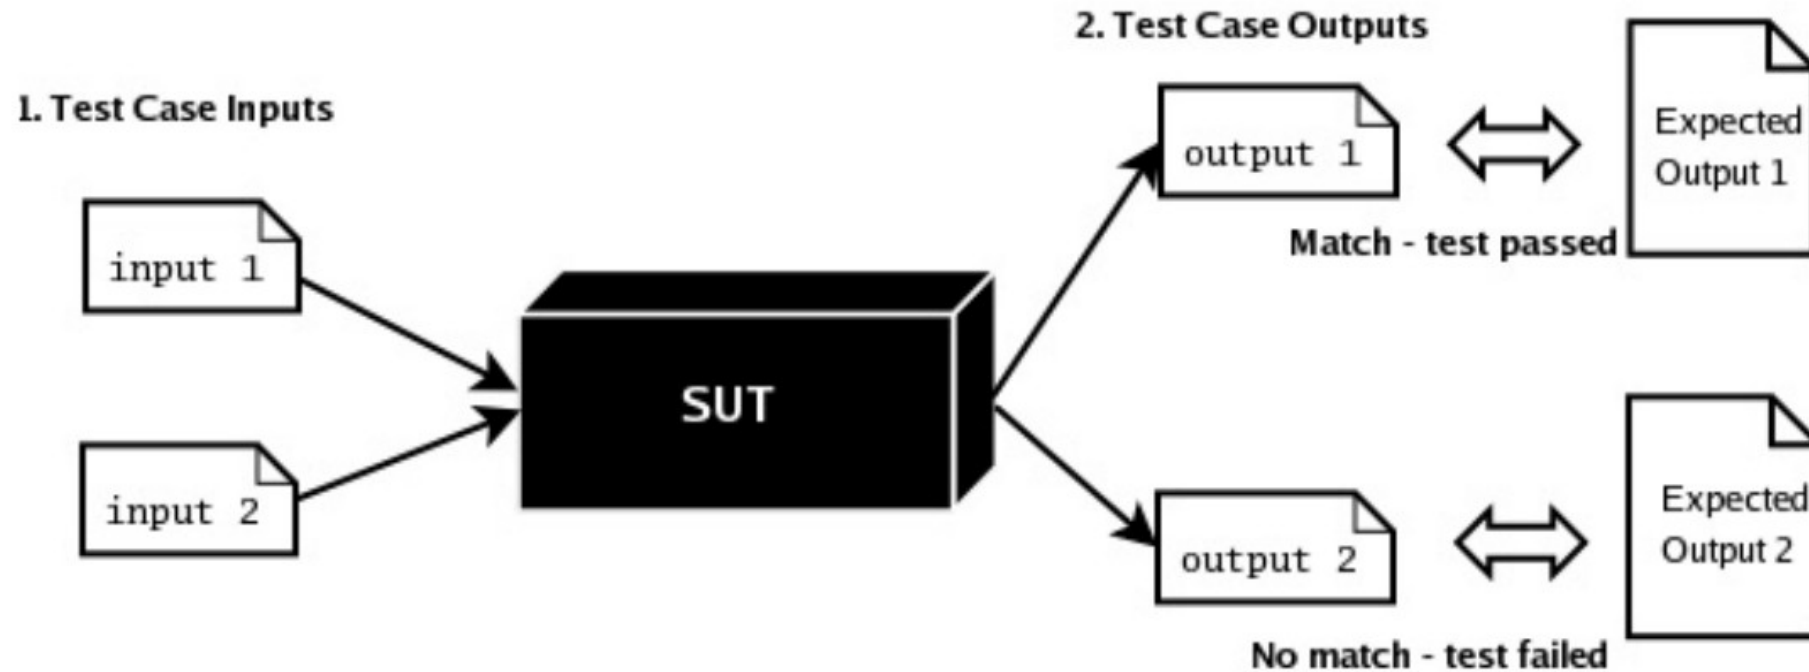 1. Test Case Inputs
input 1
input 2
SUT
2. Test Case Outputs
output 1
Expected
Output 1
Match - test passed
output 2
Expected
Output 2
No match - test failed